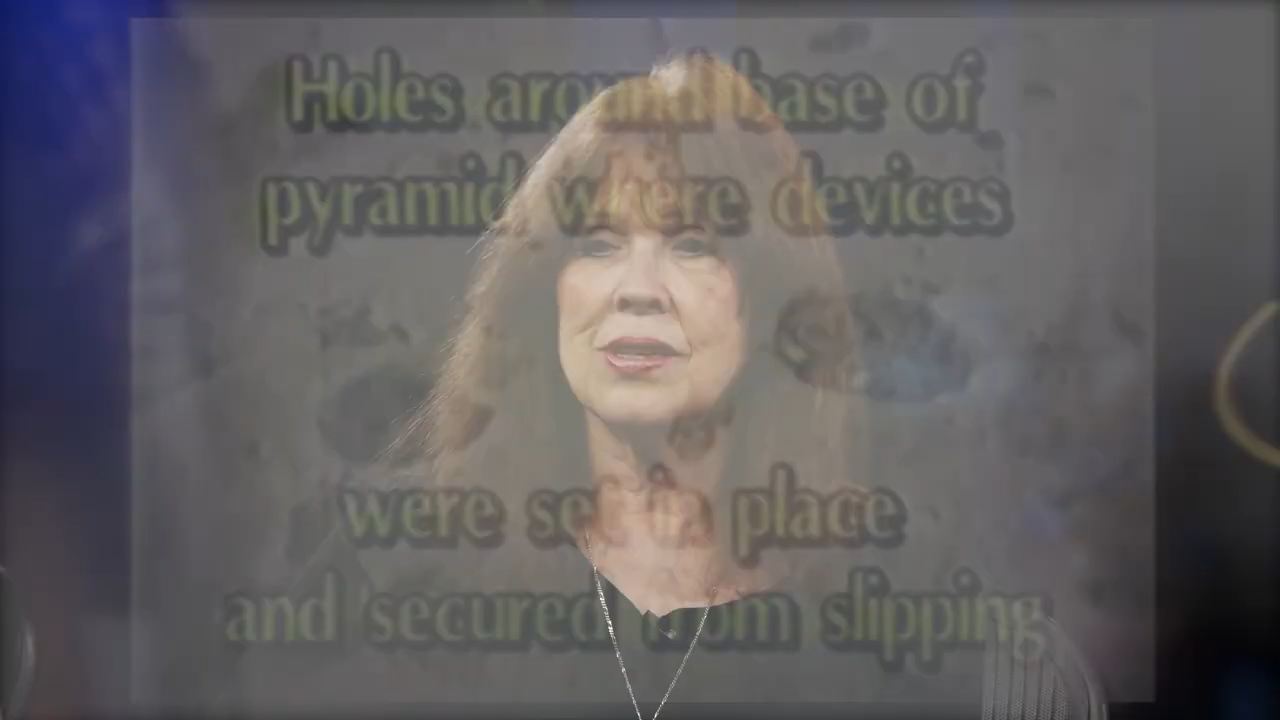 Holes around base of
pyramid where devices
were set in place
and secured from slipping